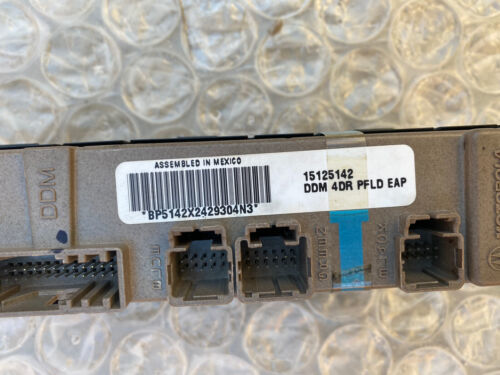 ASSEMBLED IN MEXICO
*BP5142X2429304N3*
15125142
DDM 4DR PFLD EAP
DDM